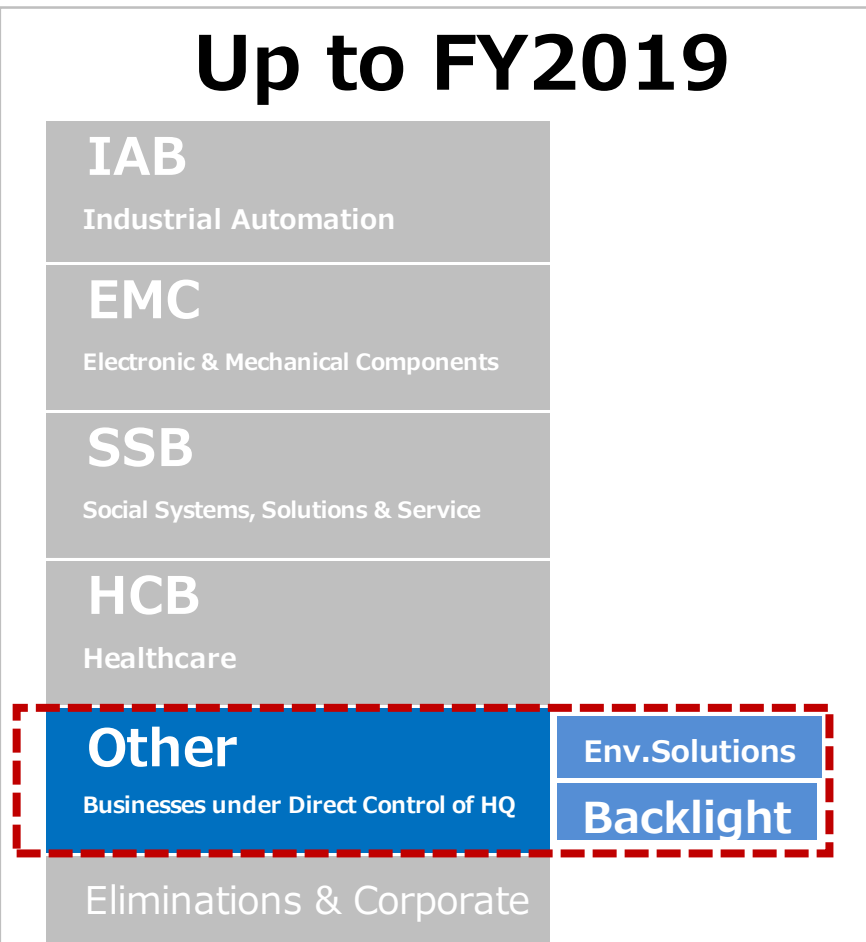 Up to FY2019
IAB
Industrial Automation
EMC
Electronic & Mechanical Components
SSB
Social Systems, Solutions & Service
HCB
Healthcare
Other
Businesses under Direct Control of HQ
Env.Solutions
Backlight
Eliminations & Corporate